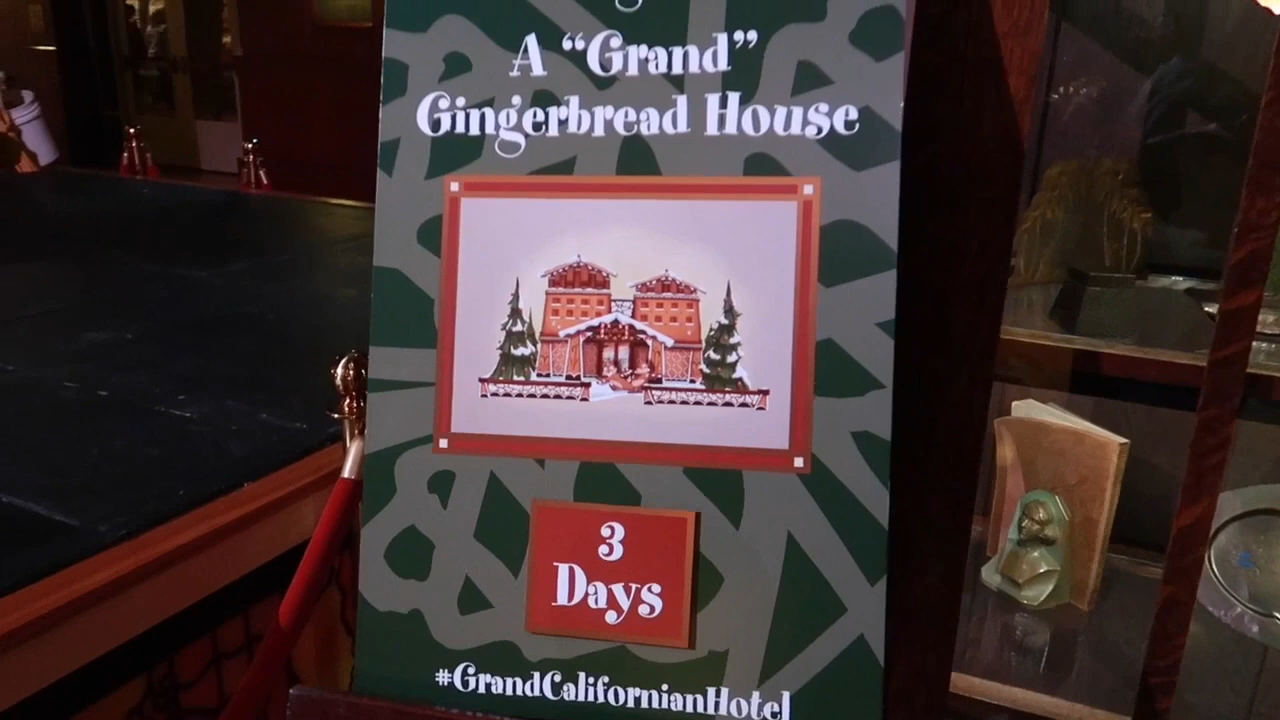 A “Grand”
Gingerbread House
3
Days
#GrandCalifornianHotel